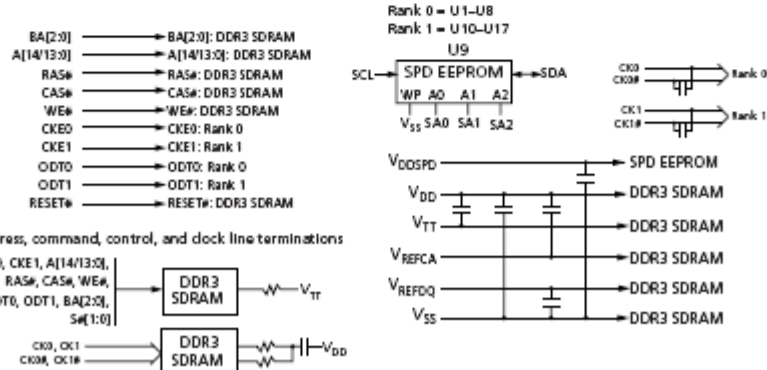 BA[2:0] BA[2:0]: DDR3 SDRAM
A[14/13:0] A[14/13:0]: DDR3 SDRAM
RAS# RAS#: DDR3 SDRAM
CAS# CAS#: DDR3 SDRAM
WE# WE#: DDR3 SDRAM
CKE0 CKE0: Rank 0
CKE1 CKE1: Rank 1
ODT0 ODT0: Rank 0
ODT1 ODT1: Rank 1
RESET# RESET#: DDR3 SDRAM
ress, command, control, and clock line terminations
, CKE1, A[14/13:0],
RAS#, CAS#, WE#,
DT0, ODT1, BA[2:0],
S#[1:0]
DDR3
SDRAM
VTT
CK0, CK1
CK0#, CK1#
DDR3
SDRAM
VDD
Rank 0 = U1–U8
Rank 1 = U10–U17
U9
SCL SPD EEPROM SDA
WP A0 A1 A2
VSS SA0 SA1 SA2
CK0
CK0#
Rank 0
CK1
CK1#
Rank 1
VDDSPD SPD EEPROM
VDD DDR3 SDRAM
VTT DDR3 SDRAM
VREFCA DDR3 SDRAM
VREFDQ DDR3 SDRAM
VSS DDR3 SDRAM